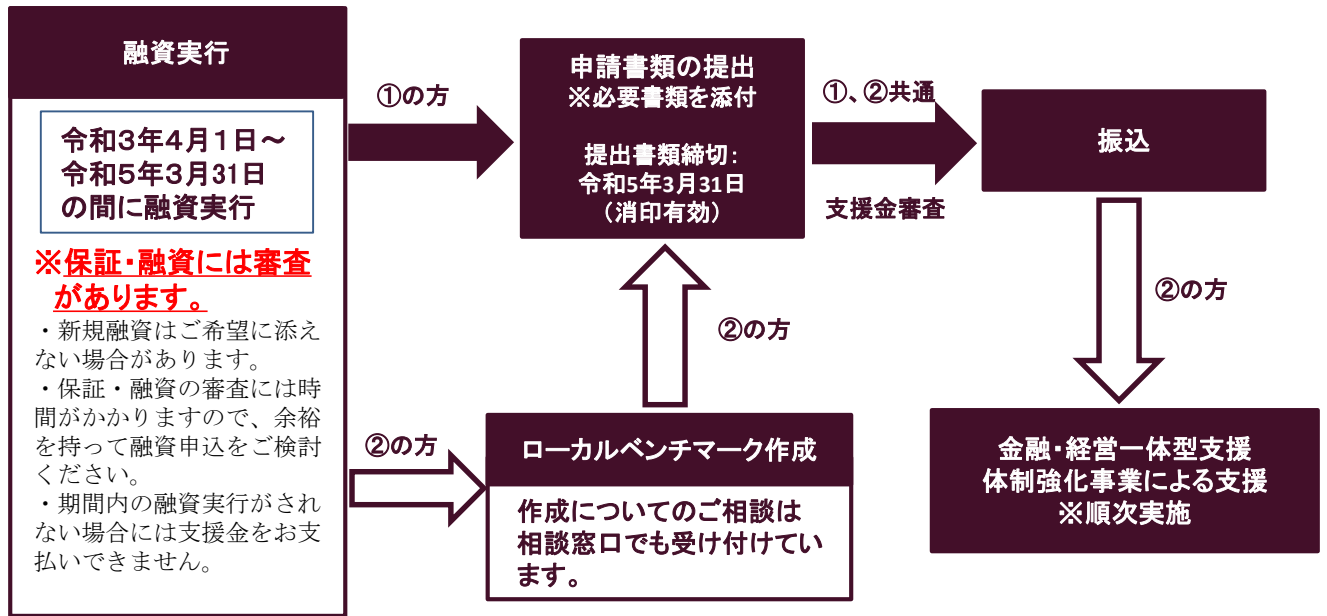 融資実行
令和3年4月1日～
令和5年3月31日
の間に融資実行
※保証・融資には審査
があります。
・新規融資はご希望に添え
ない場合があります。
・保証・融資の審査には時
間がかかりますので、余裕
を持って融資申込をご検討
ください。
・期間内の融資実行がされ
ない場合には支援金をお支
払いできません。
①の方
②の方
申請書類の提出
※必要書類を添付
提出書類締切：
令和5年3月31日
（消印有効）
②の方
ローカルベンチマーク作成
作成についてのご相談は
相談窓口でも受け付けてい
ます。
①、②共通
支援金審査
振込
②の方
金融・経営一体型支援
体制強化事業による支援
※順次実施